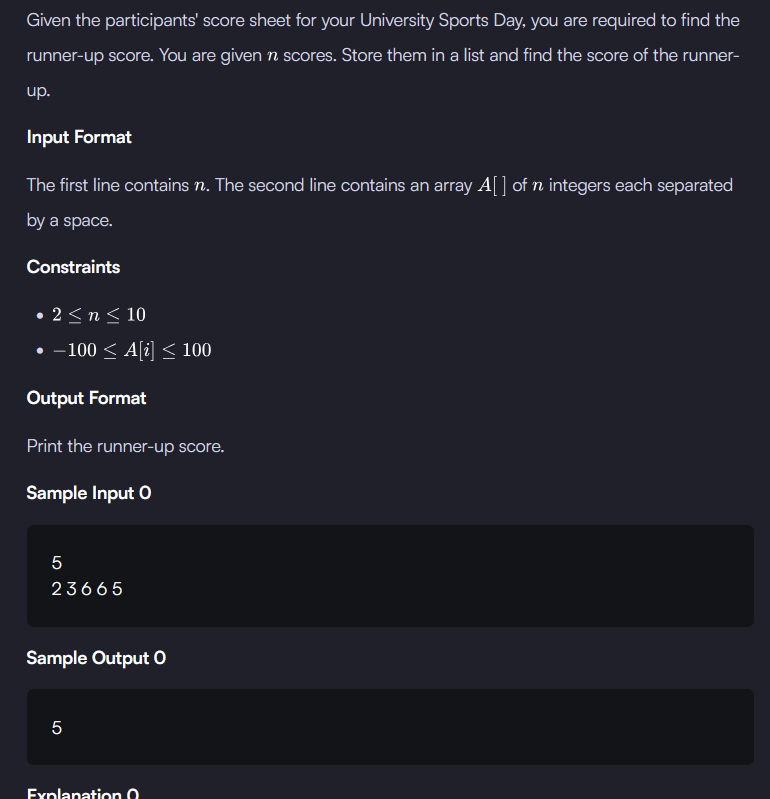 Given the participants' score sheet for your University Sports Day, you are required to find the
runner-up score. You are given n scores. Store them in a list and find the score of the runner-
up.
Input Format
The first line contains n. The second line contains an array A[ ] of n integers each separated
by a space.
Constraints
• 2 ≤ n ≤ 10
• −100 ≤ A[i] ≤ 100
Output Format
Print the runner-up score.
Sample Input 0
5
2 3 6 6 5
Sample Output 0
5
Explanation 0